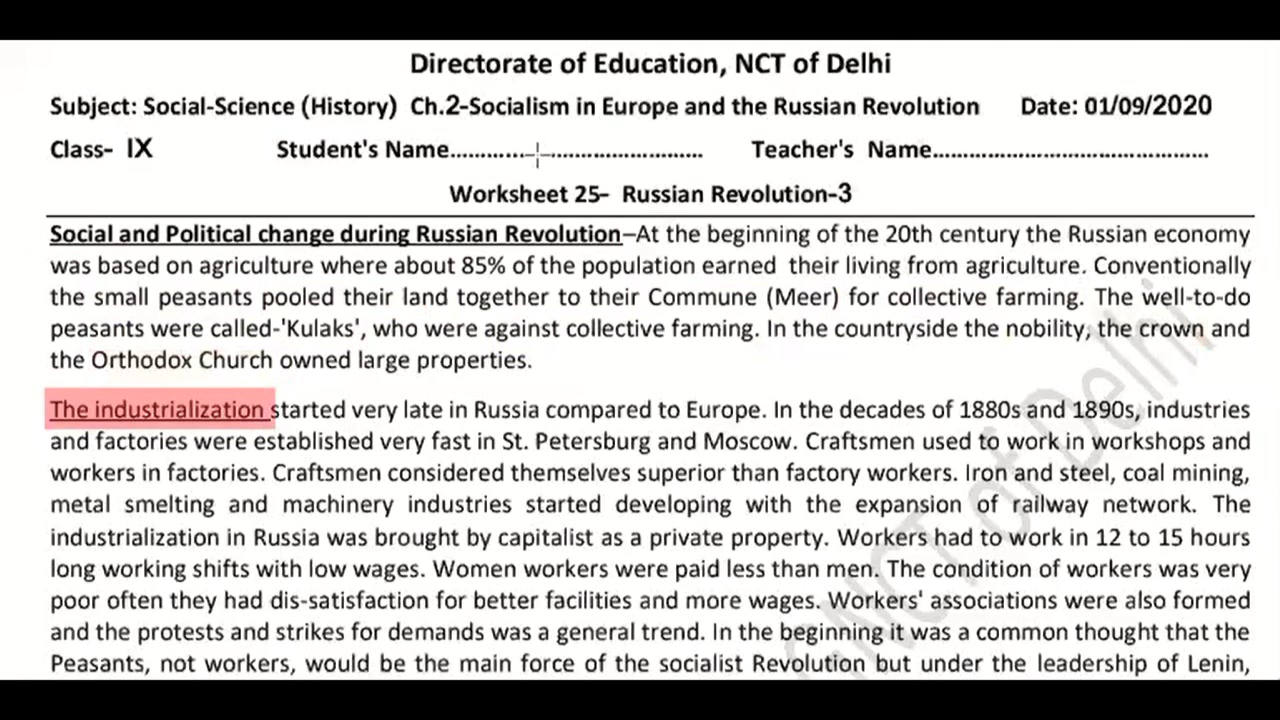 Directorate of Education, NCT of Delhi
Subject: Social-Science (History) Ch.2-Socialism in Europe and the Russian Revolution Date: 01/09/2020
Class- IX Student's Name.................................................. Teacher's Name..................................................
Worksheet 25- Russian Revolution-3
Social and Political change during Russian Revolution–At the beginning of the 20th century the Russian economy
was based on agriculture where about 85% of the population earned their living from agriculture. Conventionally
the small peasants pooled their land together to their Commune (Meer) for collective farming. The well-to-do
peasants were called-'Kulaks', who were against collective farming. In the countryside the nobility, the crown and
the Orthodox Church owned large properties.
The industrialization started very late in Russia compared to Europe. In the decades of 1880s and 1890s, industries
and factories were established very fast in St. Petersburg and Moscow. Craftsmen used to work in workshops and
workers in factories. Craftsmen considered themselves superior than factory workers. Iron and steel, coal mining,
metal smelting and machinery industries started developing with the expansion of railway network. The
industrialization in Russia was brought by capitalist as a private property. Workers had to work in 12 to 15 hours
long working shifts with low wages. Women workers were paid less than men. The condition of workers was very
poor often they had dis-satisfaction for better facilities and more wages. Workers' associations were also formed
and the protests and strikes for demands was a general trend. In the beginning it was a common thought that the
Peasants, not workers, would be the main force of the socialist Revolution but under the leadership of Lenin,
GNCT of Delhi